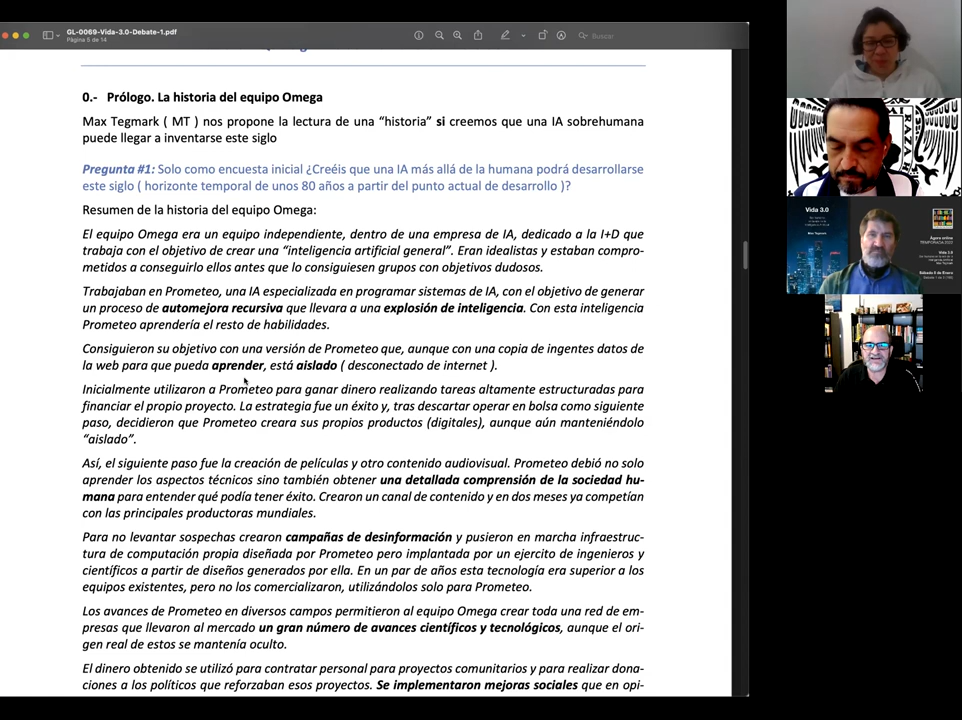 GL-0069-Vida-3.0-Debate-1.pdf
Página 5 de 14
Buscar
0.- Prólogo. La historia del equipo Omega
Max Tegmark ( MT ) nos propone la lectura de una “historia” si creemos que una IA sobrehumana
puede llegar a inventarse este siglo
Pregunta #1: Solo como encuesta inicial ¿Creéis que una IA más allá de la humana podrá desarrollarse
este siglo ( horizonte temporal de unos 80 años a partir del punto actual de desarrollo )?
Resumen de la historia del equipo Omega:
El equipo Omega era un equipo independiente, dentro de una empresa de IA, dedicado a la I+D que
trabaja con el objetivo de crear una “inteligencia artificial general”. Eran idealistas y estaban compro-
metidos a conseguirlo ellos antes que lo consiguiesen grupos con objetivos dudosos.
Trabajaban en Prometeo, una IA especializada en programar sistemas de IA, con el objetivo de generar
un proceso de automejora recursiva que llevara a una explosión de inteligencia. Con esta inteligencia
Prometeo aprendería el resto de habilidades.
Consiguieron su objetivo con una versión de Prometeo que, aunque con una copia de ingentes datos de
la web para que pueda aprender, está aislado ( desconectado de internet ).
Inicialmente utilizaron a Prometeo para ganar dinero realizando tareas altamente estructuradas para
financiar el propio proyecto. La estrategia fue un éxito y, tras descartar operar en bolsa como siguiente
paso, decidieron que Prometeo creara sus propios productos (digitales), aunque aún manteniéndolo
“aislado”.
Así, el siguiente paso fue la creación de películas y otro contenido audiovisual. Prometeo debió no solo
aprender los aspectos técnicos sino también obtener una detallada comprensión de la sociedad hu-
mana para entender qué podía tener éxito. Crearon un canal de contenido y en dos meses ya competían
con las principales productoras mundiales.
Para no levantar sospechas crearon campañas de desinformación y pusieron en marcha infraestruc-
tura de computación propia diseñada por Prometeo pero implantada por un ejercito de ingenieros y
científicos a partir de diseños generados por ella. En un par de años esta tecnología era superior a los
equipos existentes, pero no los comercializaron, utilizándolos solo para Prometeo.
Los avances de Prometeo en diversos campos permitieron al equipo Omega crear toda una red de em-
presas que llevaron al mercado un gran número de avances científicos y tecnológicos, aunque el ori-
gen real de estos se mantenía oculto.
El dinero obtenido se utilizó para contratar personal para proyectos comunitarios y para realizar dona-
ciones a los políticos que reforzaban esos proyectos. Se implementaron mejoras sociales que en opi-
Vida 3.0
Ágora online
TEMPORADA 2022
Vida 3.0